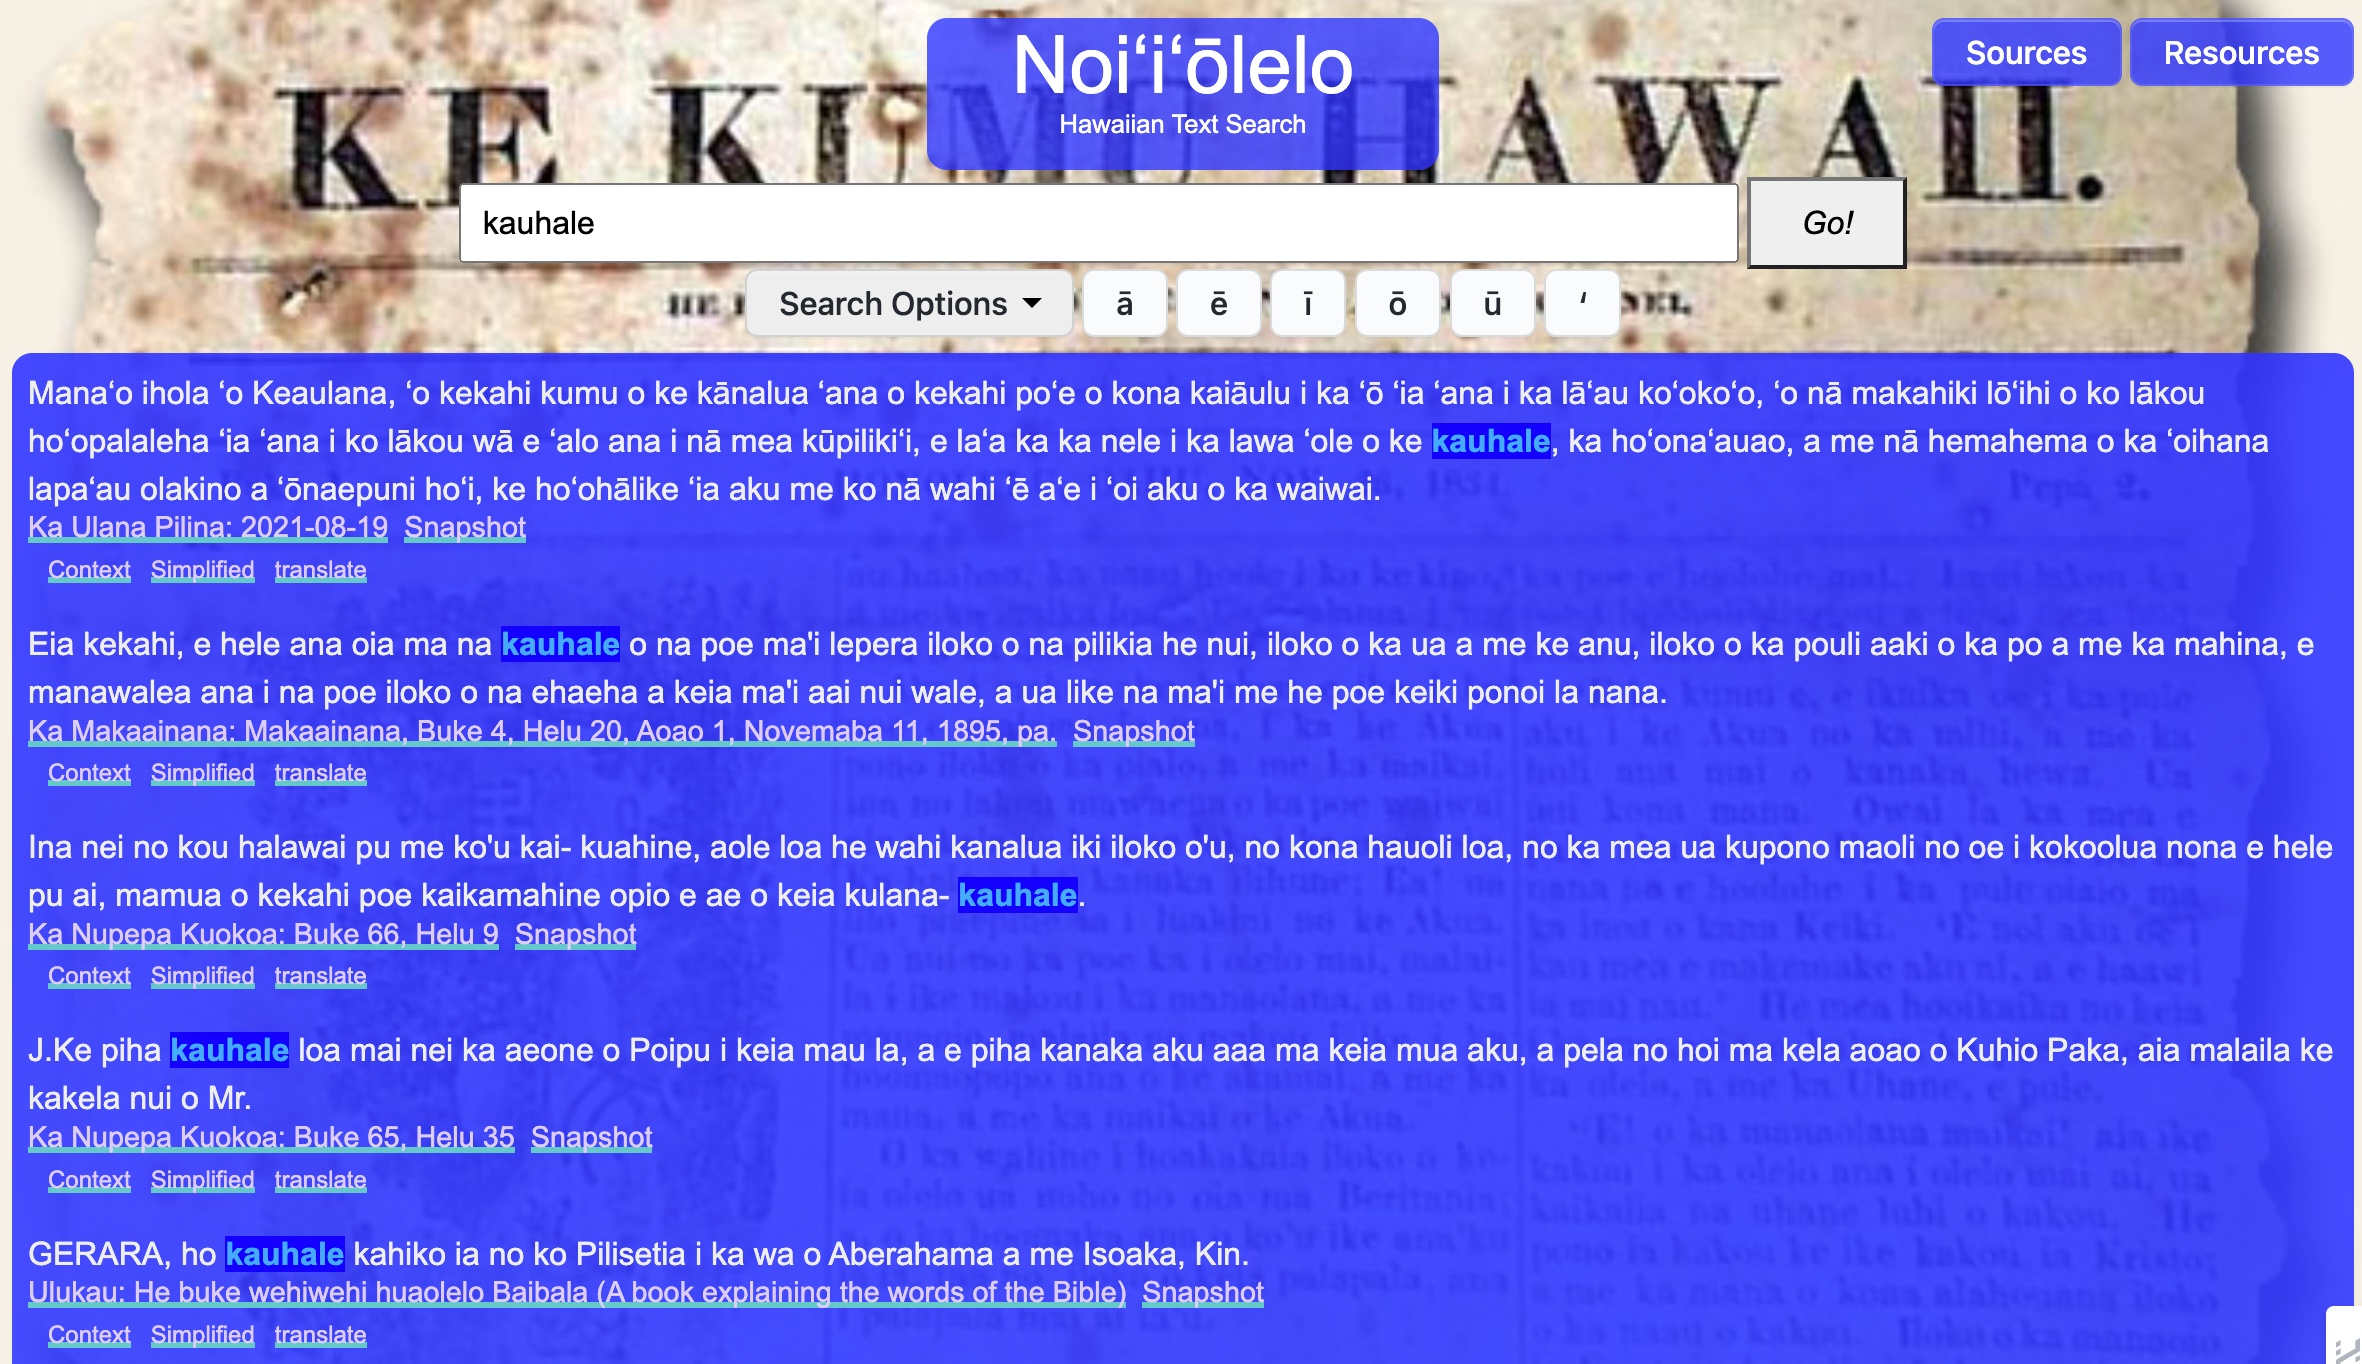 Noiʻiʻōlelo
Hawaiian Text Search
Sources
Resources
KE KUMU HAWAII.
kauhale
Go!
Search Options
ā
ē
ī
ō
ū
ʻ
Manaʻo ihola ʻo Keaulana, ʻo kekahi kumu o ke kānalua ʻana o kekahi poʻe o kona kaiāulu i ka ʻō ʻia ʻana i ka lāʻau koʻokoʻo, ʻo nā makahiki lōʻihi o ko lākou
hoʻopalaleha ʻia ʻana i ko lākou wā e ʻalo ana i nā mea kūpilikiʻi, e laʻa ka ka nele i ka lawa ʻole o ke kauhale, ka hoʻonaʻauao, a me nā hemahema o ka ʻoihana
lapaʻau olakino a ʻōnaepuni hoʻi, ke hoʻohālike ʻia aku me ko nā wahi ʻē aʻe i ʻoi aku o ka waiwai.
Ka Ulana Pilina: 2021-08-19 Snapshot
Context Simplified translate
Eia kekahi, e hele ana oia ma na kauhale o na poe ma'i lepera iloko o na pilikia he nui, iloko o ka ua a me ke anu, iloko o ka pouli aaki o ka po a me ka mahina, e
manawalea ana i na poe iloko o na ehaeha a keia ma'i aai nui wale, a ua like na ma'i me he poe keiki ponoi la nana.
Ka Makaainana: Makaainana, Buke 4, Helu 20, Aoao 1, Novemaba 11, 1895, pa. Snapshot
Context Simplified translate
Ina nei no kou halawai pu me ko'u kai- kuahine, aole loa he wahi kanalua iki iloko o'u, no kona hauoli loa, no ka mea ua kupono maoli no oe i kokoolua nona e hele
pu ai, mamua o kekahi poe kaikamahine opio e ae o keia kulana- kauhale.
Ka Nupepa Kuokoa: Buke 66, Helu 9 Snapshot
Context Simplified translate
J.Ke piha kauhale loa mai nei ka aeone o Poipu i keia mau la, a e piha kanaka aku aaa ma keia mua aku, a pela no hoi ma kela aoao o Kuhio Paka, aia malaila ke
kakela nui o Mr.
Ka Nupepa Kuokoa: Buke 65, Helu 35 Snapshot
Context Simplified translate
GERARA, ho kauhale kahiko ia no ko Pilisetia i ka wa o Aberahama a me Isoaka, Kin.
Ulukau: He buke wehiwehi huaolelo Baibala (A book explaining the words of the Bible) Snapshot
Context Simplified translate